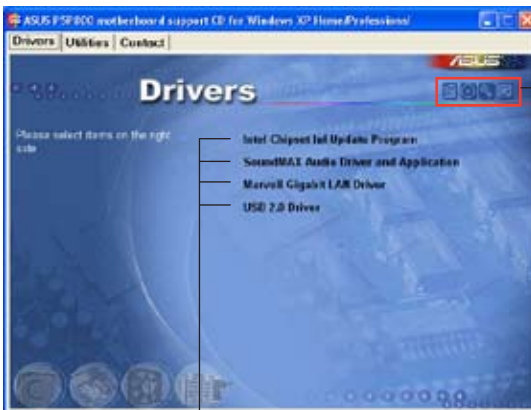 ASUS P5P800 motherboard support CD for Windows XP Home/Professional
Drivers Utilities Contact
ASUS
Drivers
Please select items on the right side
Intel Chipset Inf Update Program
SoundMAX Audio Driver and Application
Marvell Gigabit LAN Driver
USB 2.0 Driver